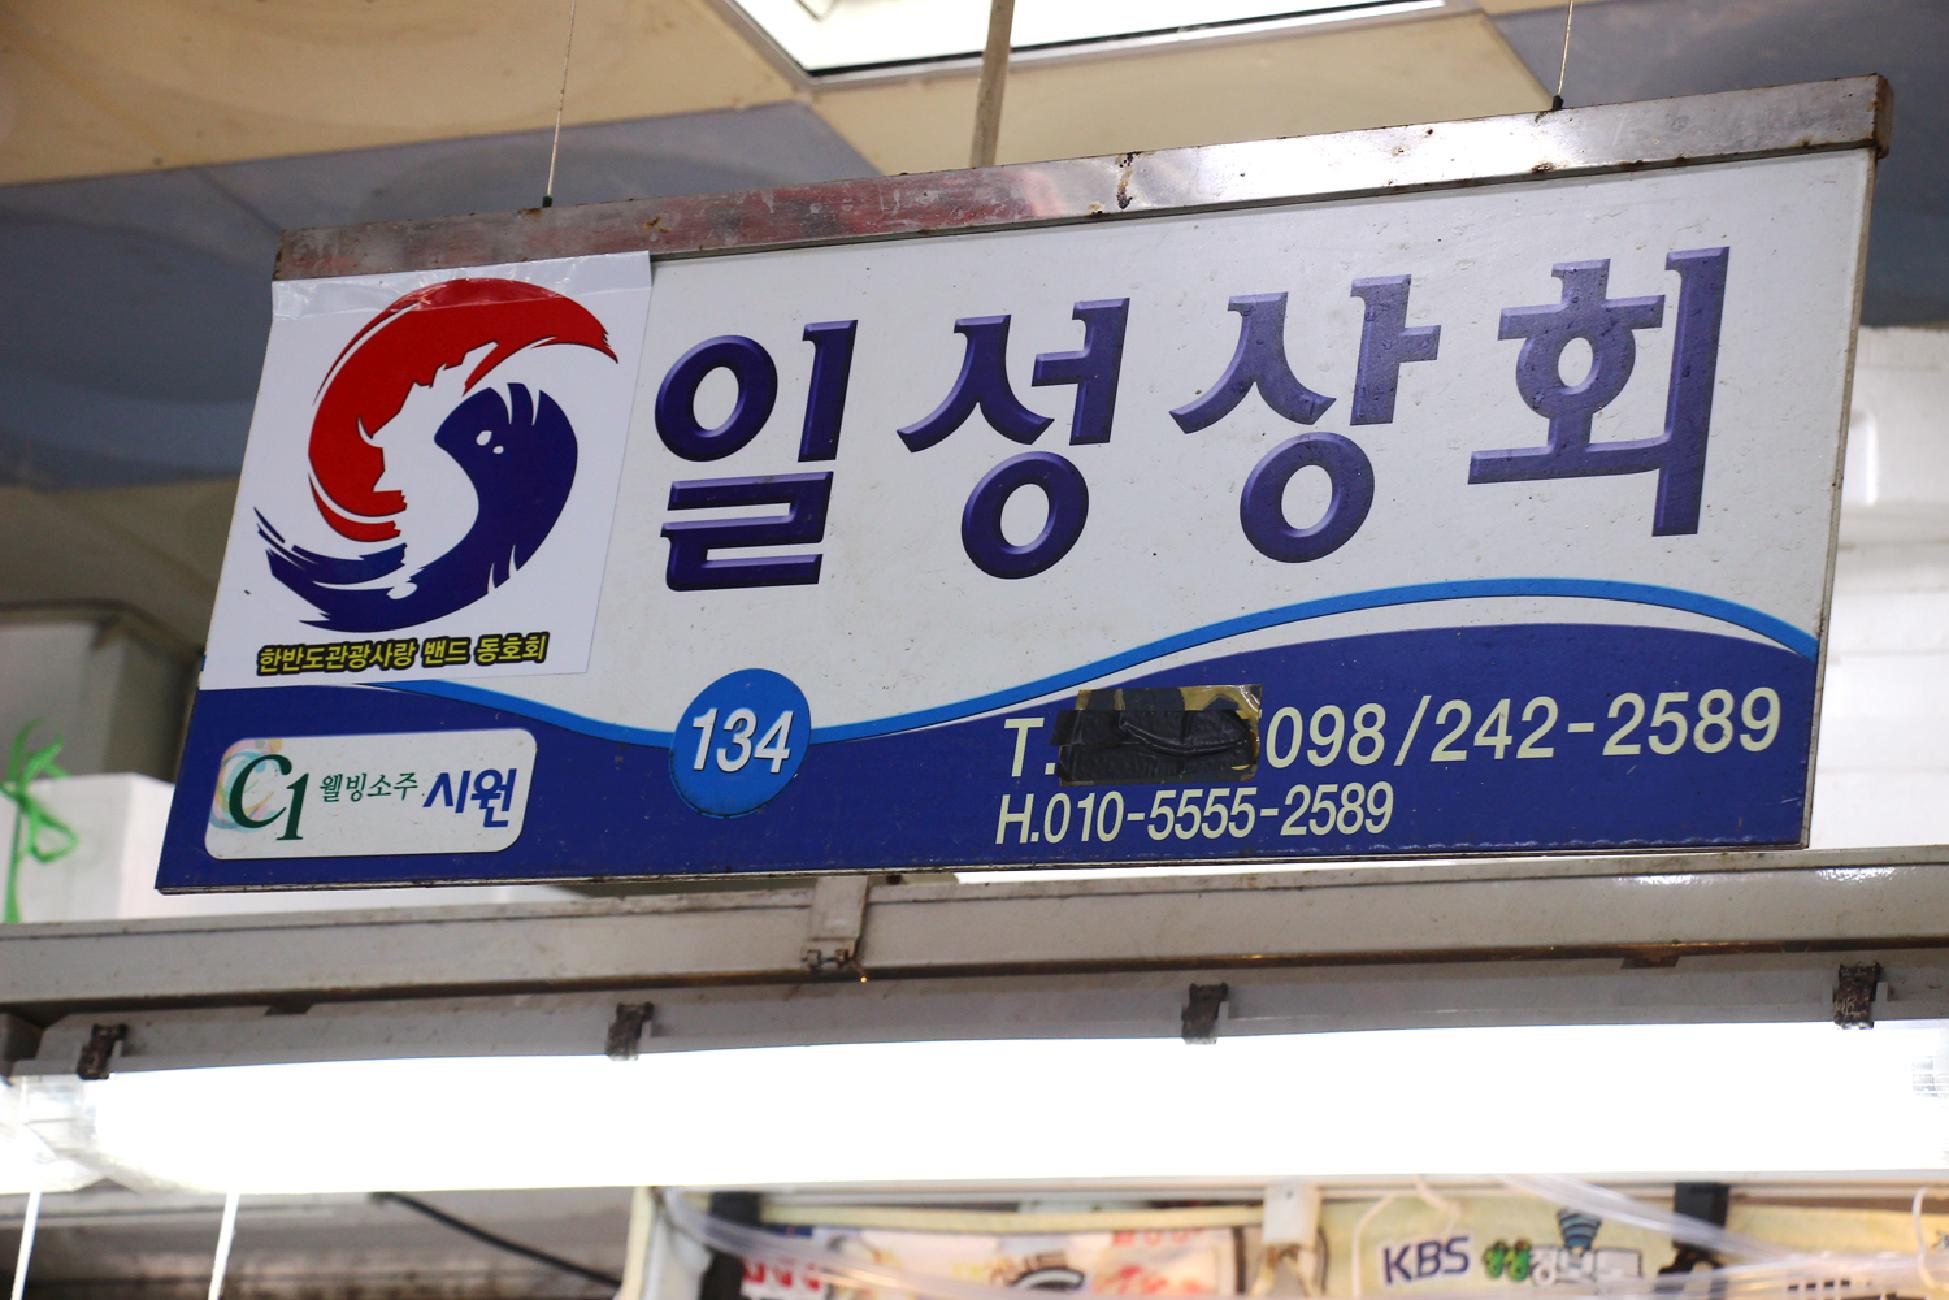 일성상회
한반도관광사랑 밴드 동호회
134
T. 098/242-2589
H.010-5555-2589
C1 웰빙소주 시원
KBS